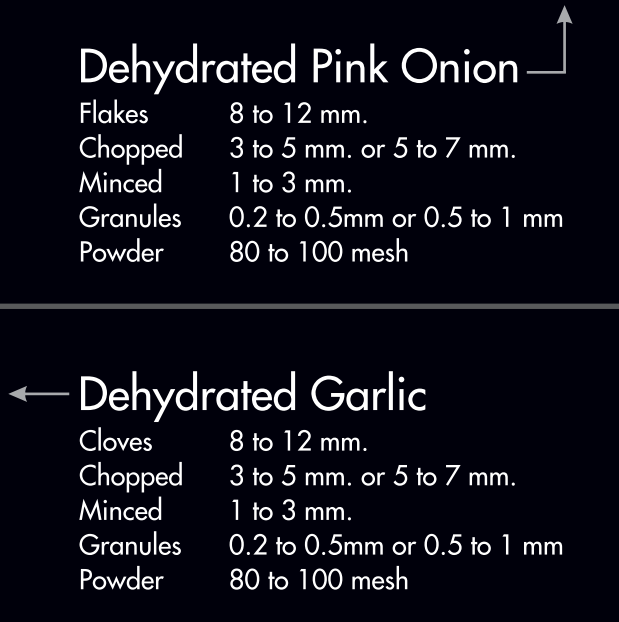 Dehydrated Pink Onion
Flakes 8 to 12 mm.
Chopped 3 to 5 mm. or 5 to 7 mm.
Minced 1 to 3 mm.
Granules 0.2 to 0.5mm or 0.5 to 1 mm
Powder 80 to 100 mesh
Dehydrated Garlic
Cloves 8 to 12 mm.
Chopped 3 to 5 mm. or 5 to 7 mm.
Minced 1 to 3 mm.
Granules 0.2 to 0.5mm or 0.5 to 1 mm
Powder 80 to 100 mesh